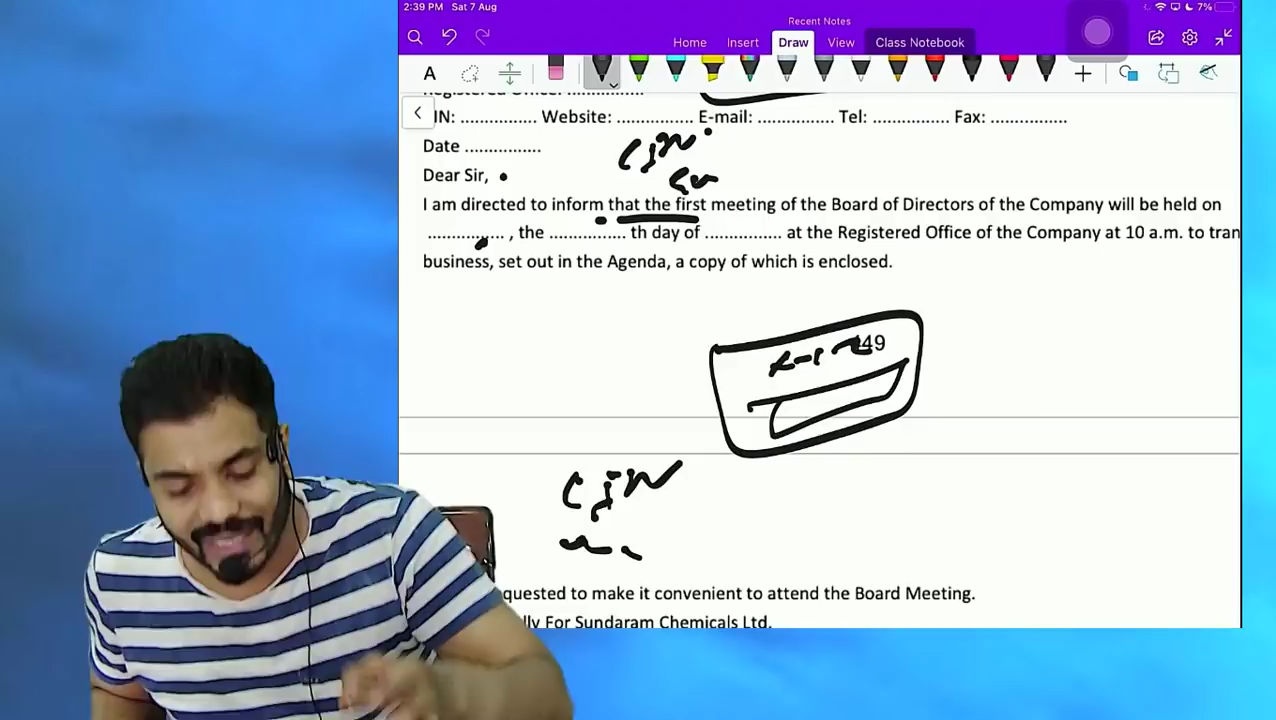 2:39 PM Sat 7 Aug
7%
Recent Notes
Home Insert Draw View Class Notebook
A
Registered Office: ................
IN: ............... Website: ............... E-mail: ............... Tel: ............... Fax: ...............
Date ...............
CIN
Dear Sir,
I am directed to inform that the first meeting of the Board of Directors of the Company will be held on
..............., the ............... th day of ............... at the Registered Office of the Company at 10 a.m. to tran
business, set out in the Agenda, a copy of which is enclosed.
49
CIN
quested to make it convenient to attend the Board Meeting.
lly For Sundaram Chemicals Ltd.